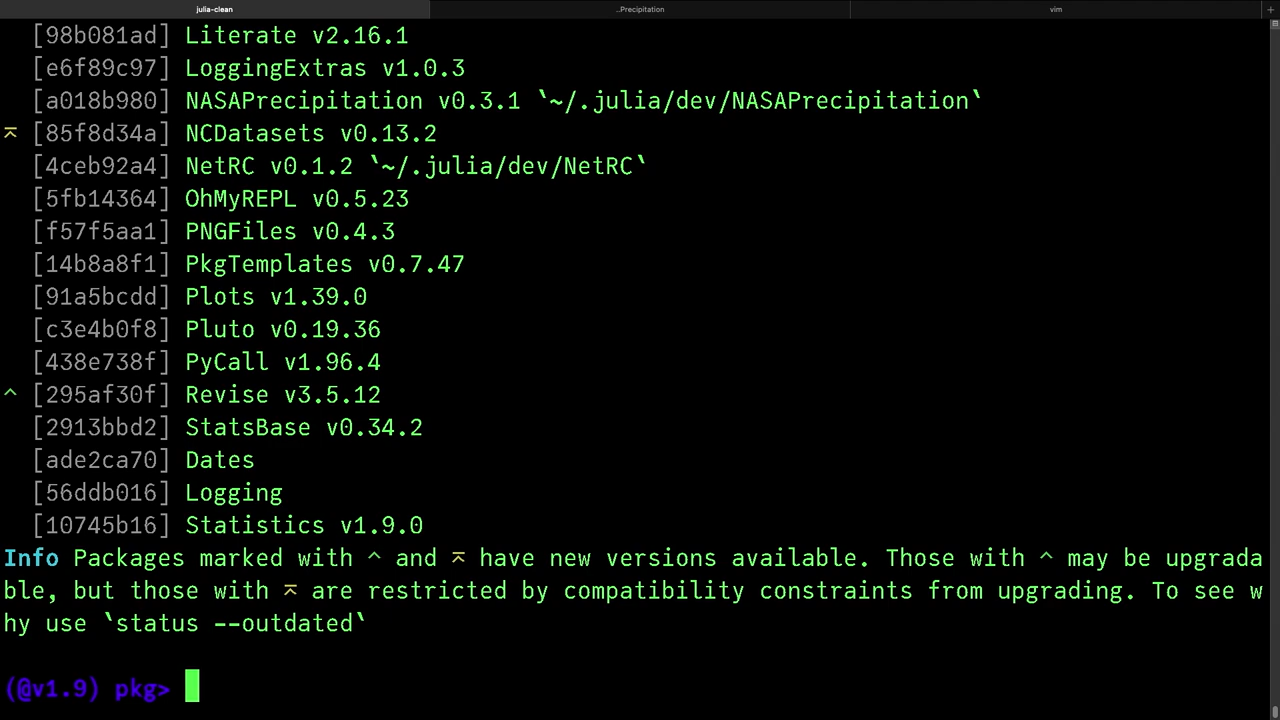 julia-clean
..Precipitation
vim
+
[98b081ad] Literate v2.16.1
[e6f89c97] LoggingExtras v1.0.3
[a018b980] NASAPrecipitation v0.3.1 `~/.julia/dev/NASAPrecipitation`
⌅ [85f8d34a] NCDatasets v0.13.2
[4ceb92a4] NetRC v0.1.2 `~/.julia/dev/NetRC`
[5fb14364] OhMyREPL v0.5.23
[f57f5aa1] PNGFiles v0.4.3
[14b8a8f1] PkgTemplates v0.7.47
[91a5bcdd] Plots v1.39.0
[c3e4b0f8] Pluto v0.19.36
[438e738f] PyCall v1.96.4
^ [295af30f] Revise v3.5.12
[2913bbd2] StatsBase v0.34.2
[ade2ca70] Dates
[56ddb016] Logging
[10745b16] Statistics v1.9.0
Info Packages marked with ^ and ⌅ have new versions available. Those with ^ may be upgrada
ble, but those with ⌅ are restricted by compatibility constraints from upgrading. To see w
hy use `status --outdated`
(@v1.9) pkg>